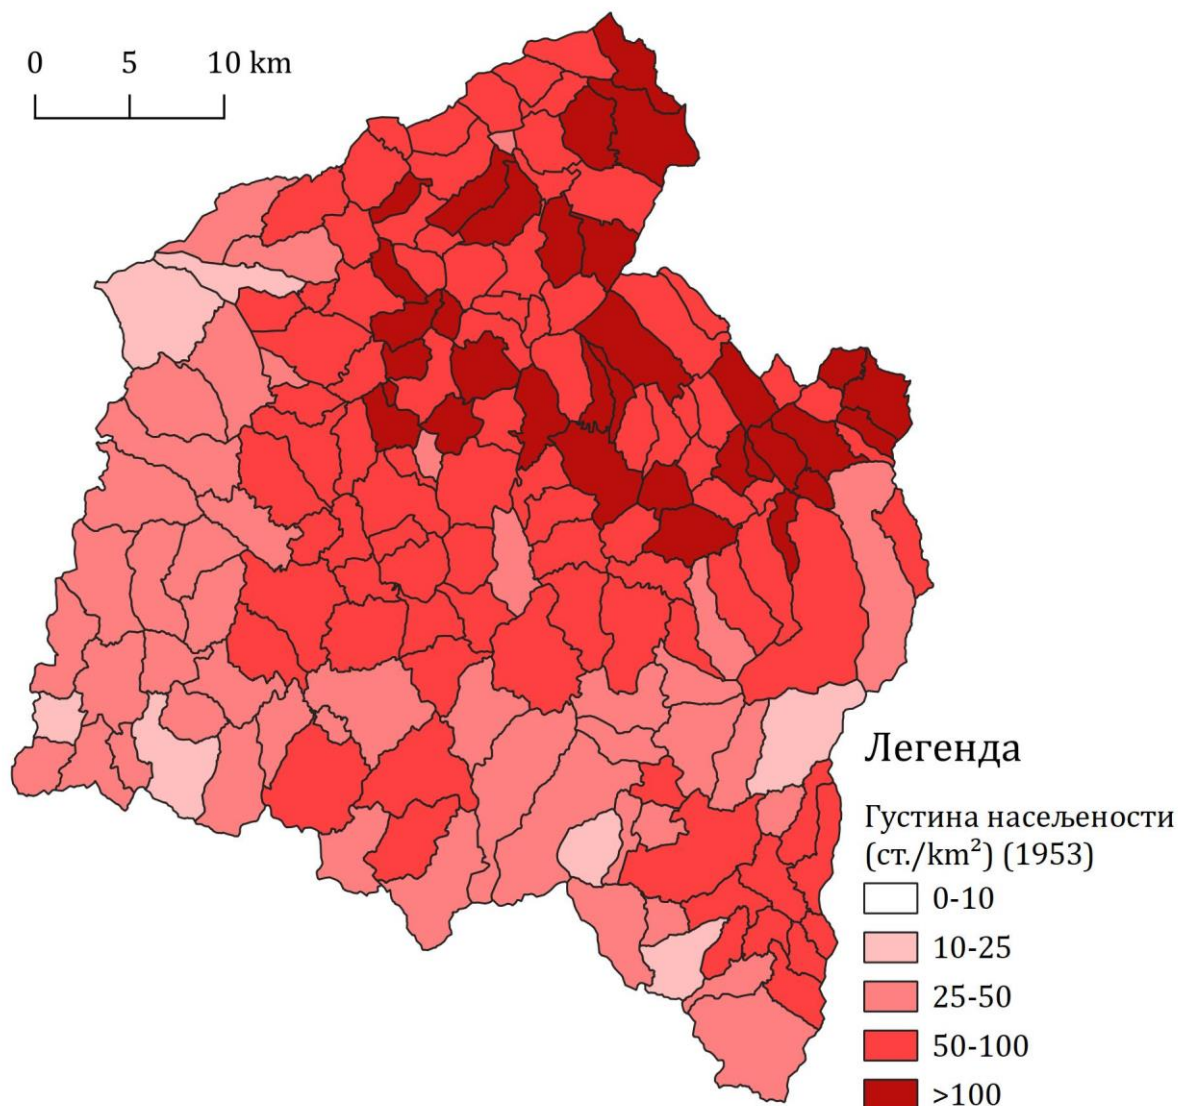 0 5 10 km
Легенда
Густина насељености
(ст./km²) (1953)
0-10
10-25
25-50
50-100
>100